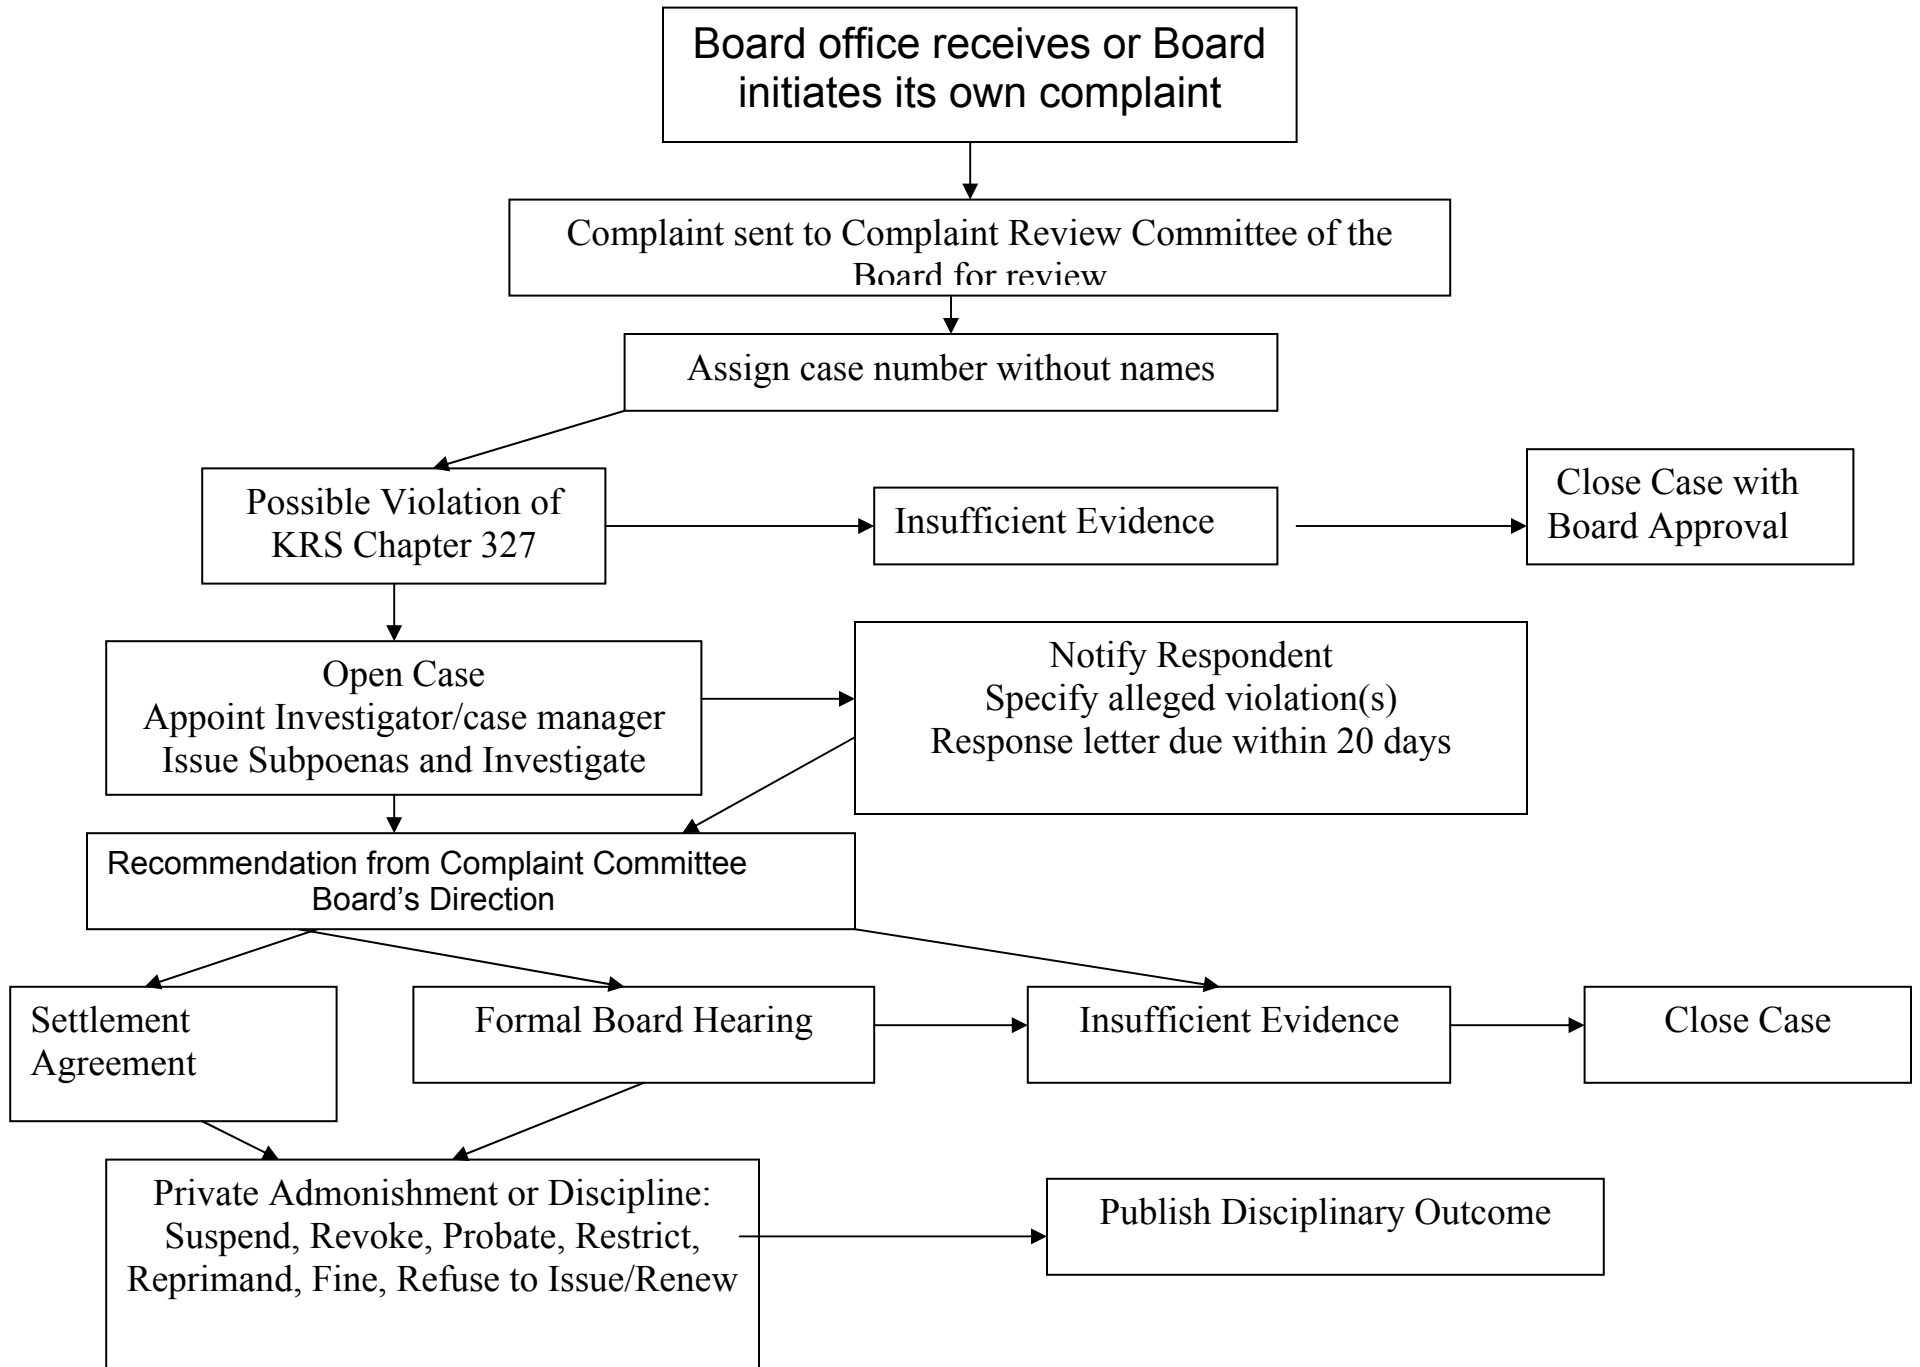 Board office receives or Board
initiates its own complaint
Complaint sent to Complaint Review Committee of the
Board for review
Assign case number without names
Possible Violation of
KRS Chapter 327
Insufficient Evidence
Close Case with
Board Approval
Open Case
Appoint Investigator/case manager
Issue Subpoenas and Investigate
Notify Respondent
Specify alleged violation(s)
Response letter due within 20 days
Recommendation from Complaint Committee
Board’s Direction
Settlement
Agreement
Formal Board Hearing
Insufficient Evidence
Close Case
Private Admonishment or Discipline:
Suspend, Revoke, Probate, Restrict,
Reprimand, Fine, Refuse to Issue/Renew
Publish Disciplinary Outcome